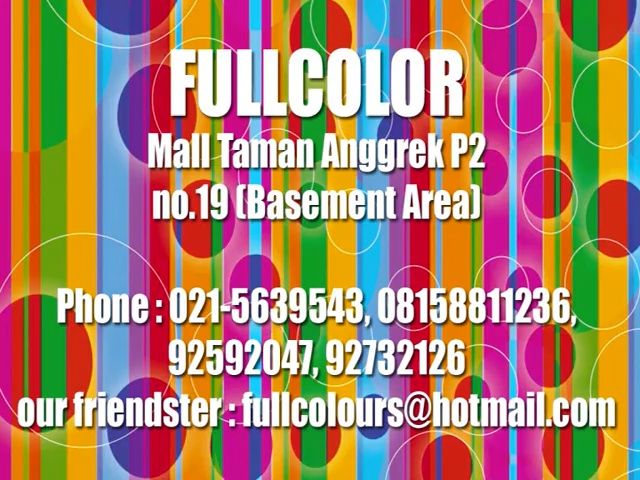 FULLCOLOR
Mall Taman Anggrek P2
no.19 (Basement Area)
Phone : 021-5639543, 08158811236,
92592047, 92732126
our friendster : fullcolours@hotmail.com